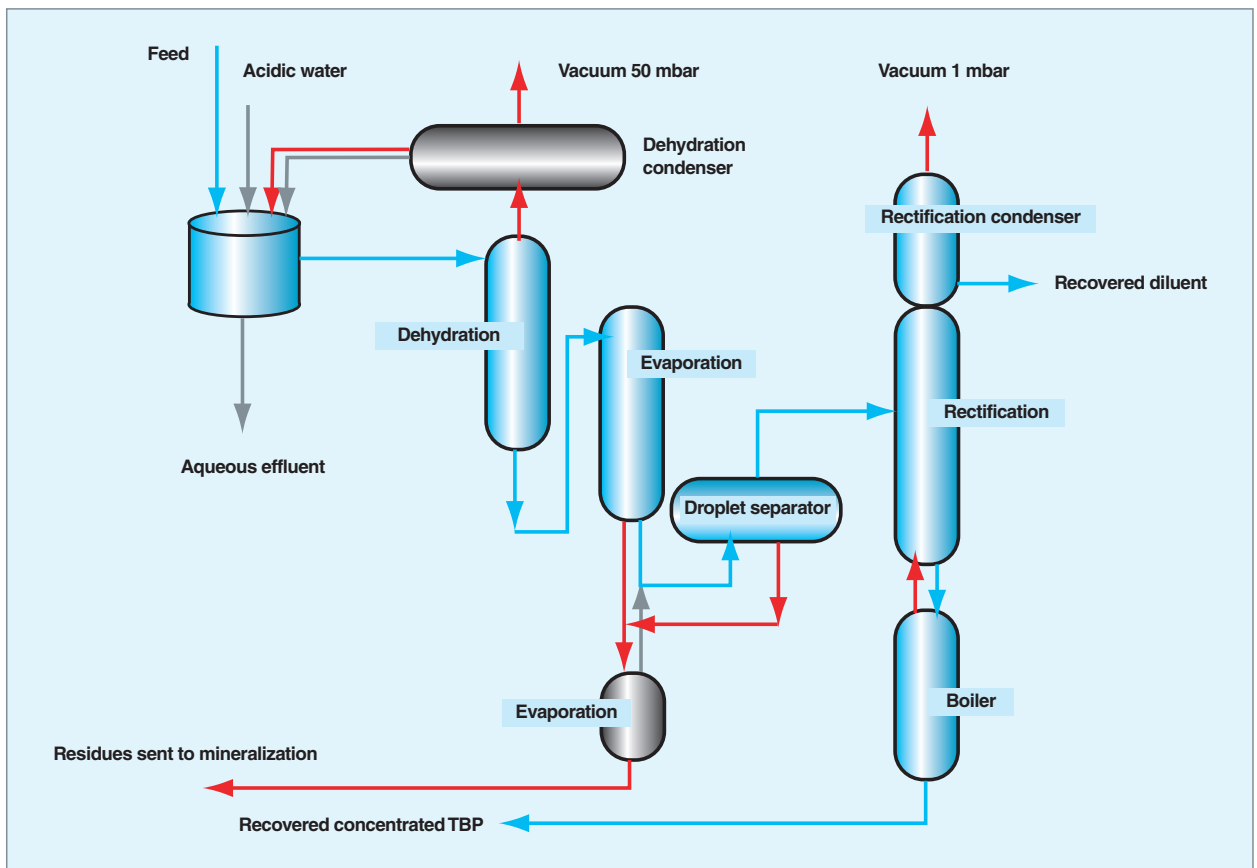 Feed
Acidic water
Vacuum 50 mbar
Vacuum 1 mbar
Dehydration
condenser
Rectification condenser
Recovered diluent
Dehydration
Evaporation
Rectification
Aqueous effluent
Droplet separator
Evaporation
Boiler
Residues sent to mineralization
Recovered concentrated TBP